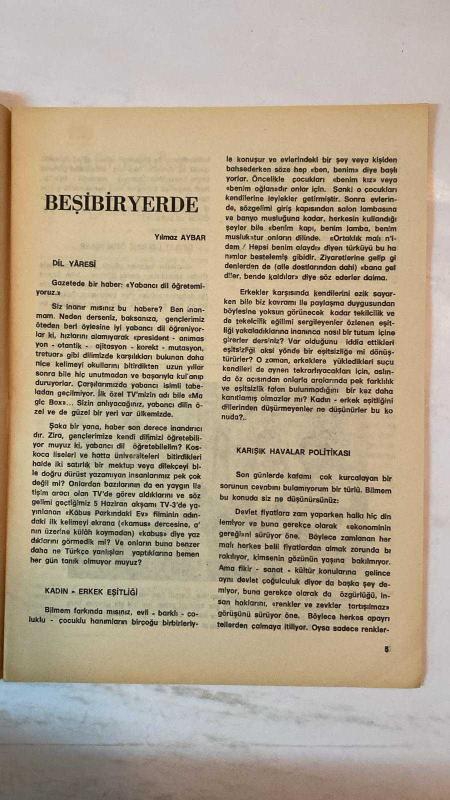 BEŞİBİRYERDE
Yılmaz AYBAR
DİL YÂRESİ
Gazetede bir haber: «Yabancı dil öğretemi-
yoruz.»
Siz inanır mısınız bu habere? Ben inan-
mam. Neden derseniz, baksanıza, gençlerimiz
öteden beri öylesine iyi yabancı dil öğreniyor-
lar ki, hızlarını alamıyarak «president - animas
yon - otantik - ajitasyon - korekt - mutasyon,
tretuar» gibi dilimizde karşılıkları bulunan daha
nice kelimeyi okullarını bitirdikten uzun yıllar
sonra bile hiç unutmadan ve başarıyla kullanıp
duruyorlar. Çarşılarımızda yabancı isimli tabe-
ladan geçilmiyor. İlk özel TV'mizin adı bile «Ma
gic Box»... Sizin anlıyacağınız, yabancı dilin ö-
zel ve de güzel bir yeri var ülkemizde.
Şaka bir yana, haber son derece inandırıcı
dır. Zira, gençlerimize kendi dilimizi öğretebili-
yor muyuz ki, yabancı dil öğretebilelim? Kos-
koca liseleri ve hatta üniversiteleri bitirdikleri
halde iki satırlık bir mektup veya dilekçeyi bi-
le doğru dürüst yazamıyan insanlarımız pek çok
değil mi? Onlardan bazılarının da en yaygın ile
tişim aracı olan TV'de görev aldıklarını ve söz
gelimi geçtiğimiz 5 Haziran akşamı TV-3'de ya-
yınlanan «Kâbus Parkındaki Ev» filminin adın-
daki ilk kelimeyi ekrana («kamus» dercesine, a'
nın üzerine külâh koymadan) «kabus» diye yaz
dıklarını görmedik mi? Ve onların buna benzer
daha ne Türkçe yanlışları yaptıklarına hemen
her gün tanık olmuyor muyuz?
KADIN - ERKEK EŞİTLİĞİ
Bilmem farkında mısınız, evli - barklı - ço-
luklu - çocuklu hanımların birçoğu birbirleriy-
le konuşur ve evlerindeki bir şey veya kişiden
bahsederken söze hep «ben, benim» diye başlı
yorlar. Öncelikle çocukları «benim kız» veya
«benim oğlan»dır onlar için. Sanki o çocukları
kendilerine leylekler getirmiştir. Sonra evlerin-
de, sözgelimi giriş kapısından salon lambasına
ve banyo musluğuna kadar, herkesin kullandığı
şeyler bile «benim kapı, benim lamba, benim
musluk»tur onların dilinde. «Ortaklık malı n'i-
dem / Hepsi benim olaydı» diyen türküyü bu ha
nımlar bestelemiş gibidir. Ziyaretlerine gelip gi
denlerden de (aile dostlarından dahi) «bana gel
diler, bende kaldılar» diye söz ederler daima.
Erkekler karşısında kendilerini ezik sayar-
ken bile biz kavramı ile paylaşma duygusundan
böylesine yoksun görünecek kadar tekilcilik ve
de tekelcilik eğilimi sergileyenler özlenen eşit-
liği yakaladıklarına inanınca nasıl bir tutum içine
girerler dersiniz? Var olduğunu iddia ettikleri
eşitsizliği aksi yönde bir eşitsizliğe mi dönüş-
türürler? O zaman, erkeklere yükledikleri suçu
kendileri de aynen tekrarlıyacakları için, aslın-
da öz acısından onlarla aralarında pek farklılık
ve eşitsizlik falan bulunmadığını bir kez daha
kanıtlamış olmazlar mı? Kadın - erkek eşitliğini
dillerinden düşürmeyenler ne düşünürler bu ko
nuda?..
KARIŞIK HAVALAR POLİTİKASI
Son günlerde kafamı çok kurcalayan bir
sorunun cevabını bulamıyorum bir türlü. Bilmem
bu konuda siz ne düşünürsünüz:
Devlet fiyatlara zam yaparken halkı hiç din
lemiyor ve buna gerekçe olarak «ekonominin
gereği»ni sürüyor öne. Böylece zamlanan her
malı herkes belli fiyatlardan almak zorunda bı
rakılıyor, kimsenin gözünün yaşına bakılmıyor.
Ama fikir - sanat - kültür konularına gelince
aynı devlet çoğulculuk diyor da başka şey de-
miyor, buna gerekçe olarak da özgürlüğü, in-
san haklarını, «renkler ve zevkler tartışılmaz»
görüşünü sürüyor öne. Böylece herkes apayrı
tellerden çalmaya itiliyor. Oysa sadece renkler-
5